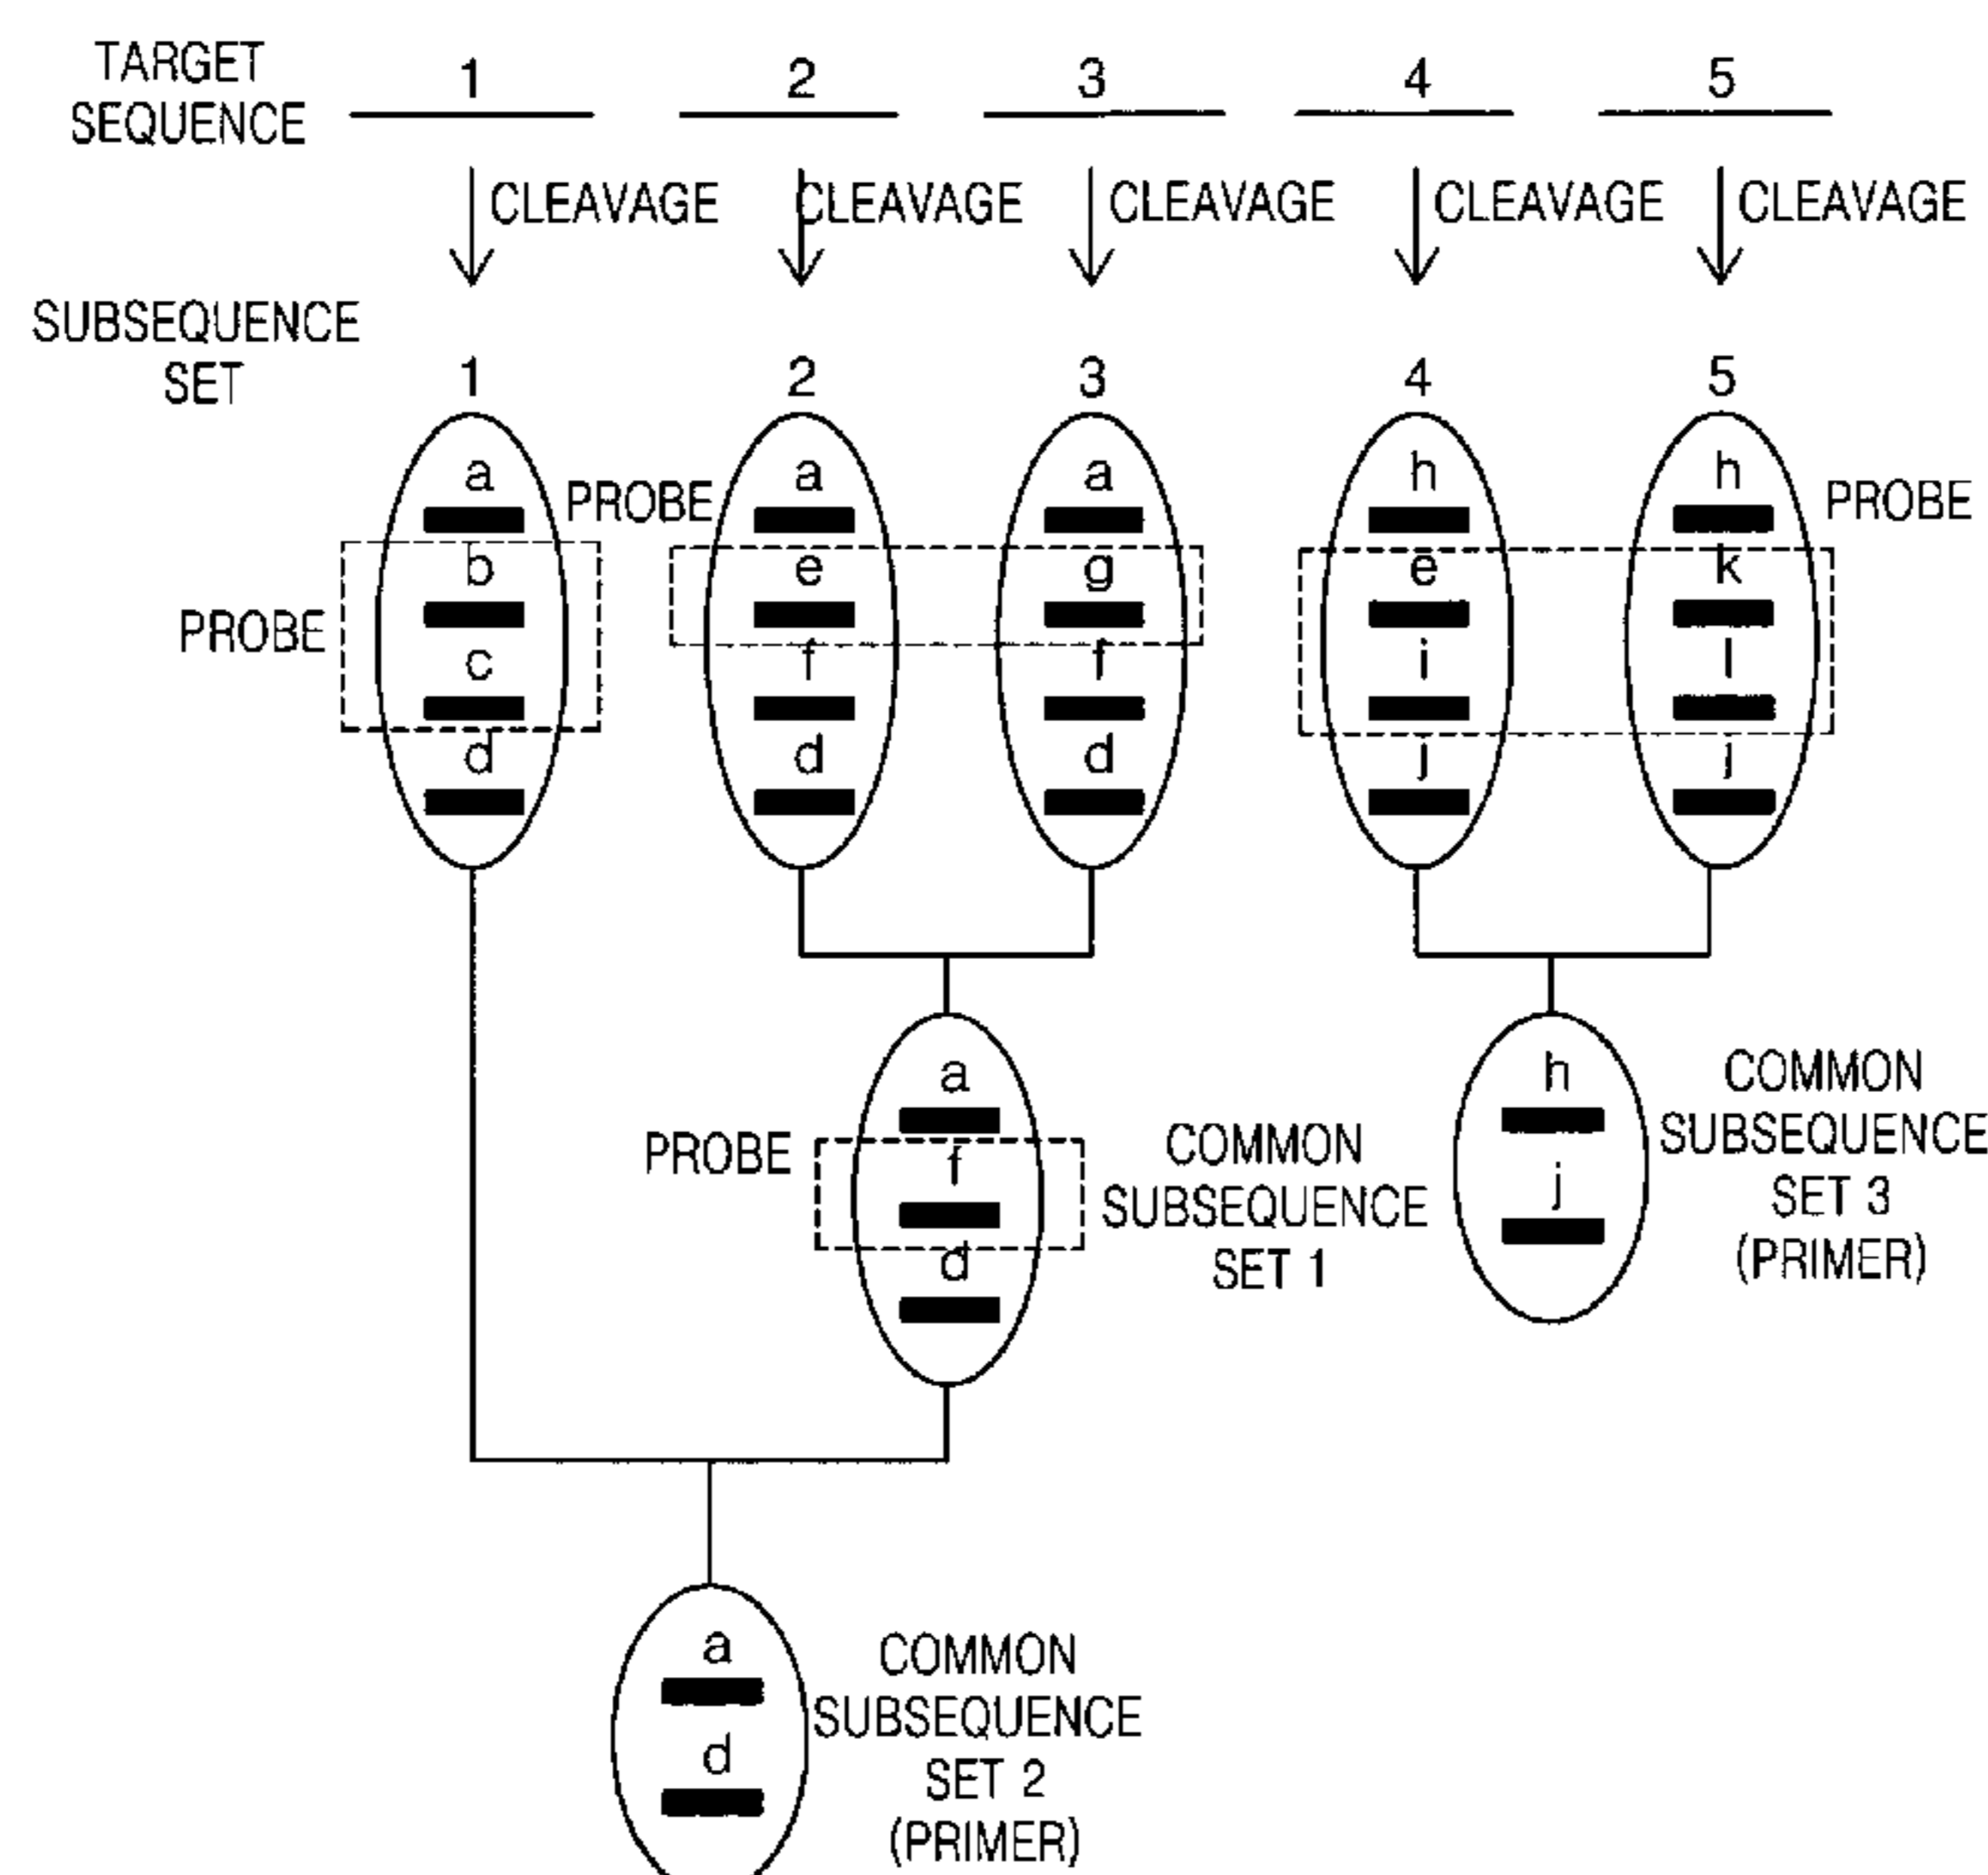 TARGET
SEQUENCE
1 2 3 4 5
CLEAVAGE CLEAVAGE CLEAVAGE CLEAVAGE CLEAVAGE
SUBSEQUENCE
SET
1 2 3 4 5
a a a h h
PROBE PROBE
b e g e k
PROBE
c f f i l
d d d j j
a
PROBE
f
d
COMMON
SUBSEQUENCE
SET 1
h
j
COMMON
SUBSEQUENCE
SET 3
(PRIMER)
a
d
COMMON
SUBSEQUENCE
SET 2
(PRIMER)